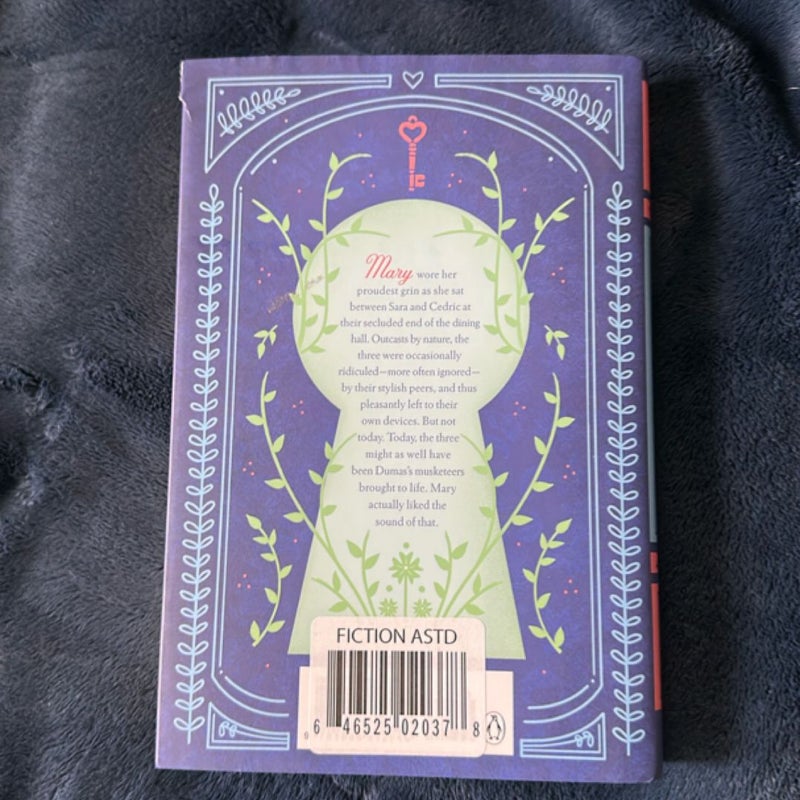 Mary wore her
proudest grin as she sat
between Sara and Cedric at
their secluded end of the dining
hall. Outcasts by nature, the
three were occasionally
ridiculed—more often ignored—
by their stylish peers, and thus
pleasantly left to their
own devices. But not
today. Today, the three
might as well have
been Dumas's musketeers
brought to life. Mary
actually liked the
sound of that.
FICTION ASTD
6 46525 02037 8